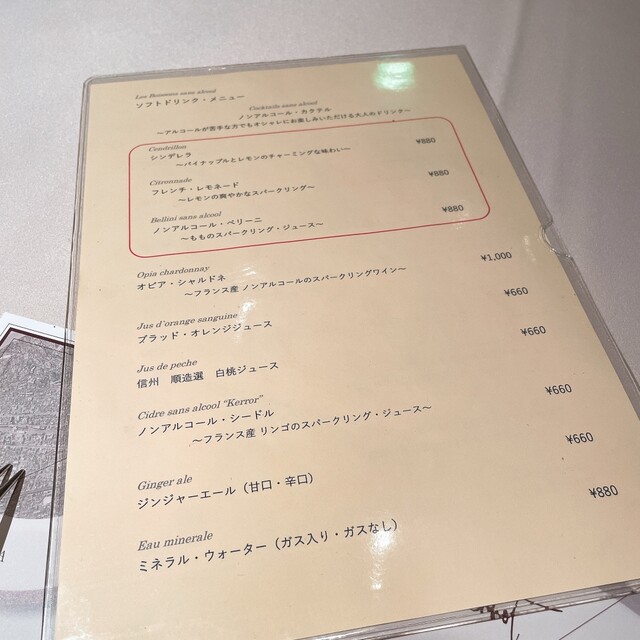 Les Boissons sans alcool
ソフトドリンク・メニュー
Cocktails sans alcool
ノンアルコール・カクテル
～アルコールが苦手な方でもオシャレにお楽しみいただける大人のドリンク～
Cendrillon
シンデレラ ¥880
～パイナップルとレモンのチャーミングな味わい～
Citronnade
フレンチ・レモネード ¥880
～レモンの爽やかなスパークリング～
Bellini sans alcool
ノンアルコール・ベリーニ ¥880
～もものスパークリング・ジュース～
Opia chardonnay
オピア・シャルドネ ¥1,000
～フランス産 ノンアルコールのスパークリングワイン～
Jus d'orange sanguine
ブラッド・オレンジジュース ¥660
Jus de peche
信州 順造選 白桃ジュース ¥660
Cidre sans alcool "Kerror"
ノンアルコール・シードル ¥660
～フランス産 リンゴのスパークリング・ジュース～
Ginger ale
ジンジャーエール（甘口・辛口） ¥660
Eau minerale
ミネラル・ウォーター（ガス入り・ガスなし） ¥880